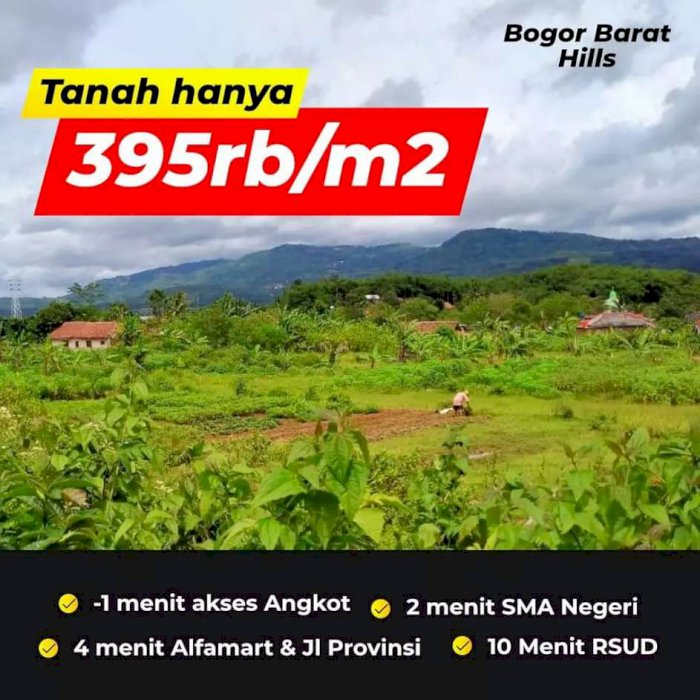 Bogor Barat
Hills
Tanah hanya
395rb/m2
-1 menit akses Angkot
2 menit SMA Negeri
4 menit Alfamart & Jl Provinsi
10 Menit RSUD